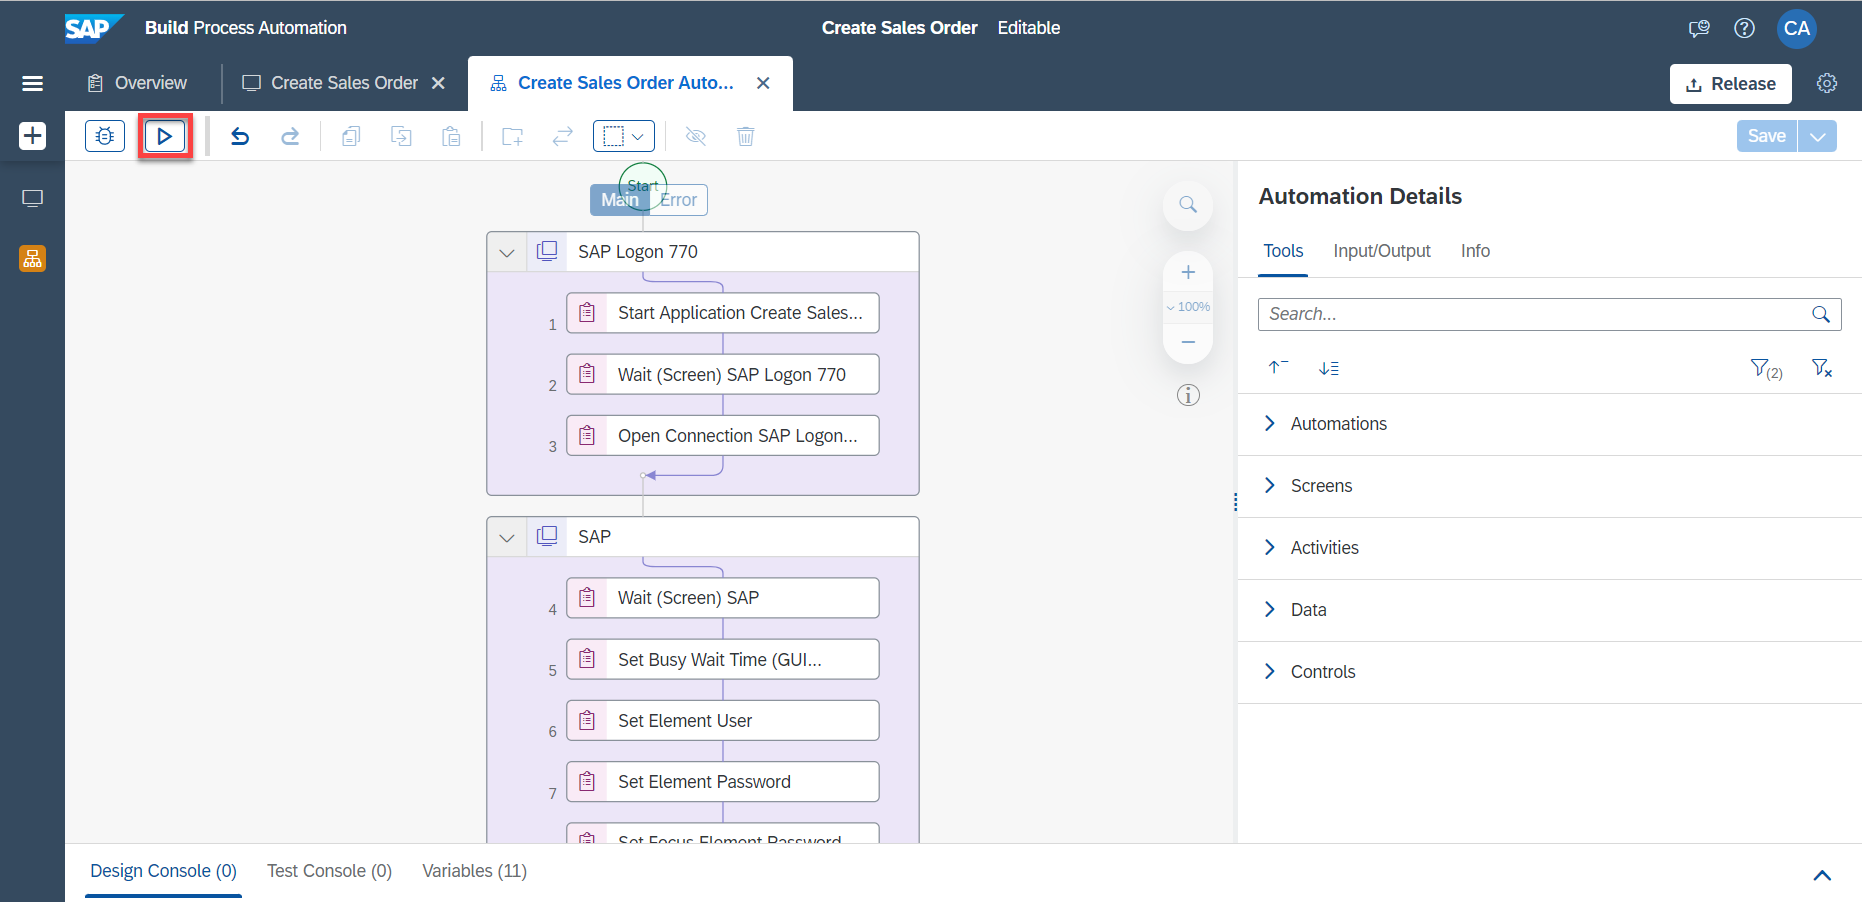 SAP Build Process Automation
Create Sales Order Editable
CA
Overview
Create Sales Order
Create Sales Order Auto...
Release
Save
Start
Main Error
SAP Logon 770
1 Start Application Create Sales...
2 Wait (Screen) SAP Logon 770
3 Open Connection SAP Logon...
SAP
4 Wait (Screen) SAP
5 Set Busy Wait Time (GUI...
6 Set Element User
7 Set Element Password
Set Focus Element Password
100%
Automation Details
Tools Input/Output Info
Search...
(2)
Automations
Screens
Activities
Data
Controls
Design Console (0) Test Console (0) Variables (11)